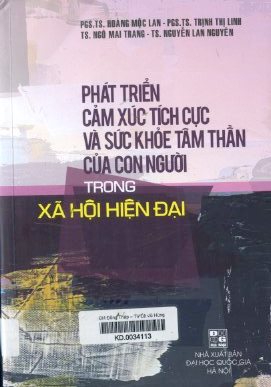 PGS.TS. HOÀNG MỘC LAN - PGS.TS. TRỊNH THỊ LINH
TS. NGÔ MAI TRANG - TS. NGUYỄN LAN NGUYÊN
PHÁT TRIỂN
CẢM XÚC TÍCH CỰC
VÀ SỨC KHỎE TÂM THẦN
CỦA CON NGƯỜI
TRONG
XÃ HỘI HIỆN ĐẠI
KD.0034113
NHÀ XUẤT BẢN
ĐẠI HỌC QUỐC GIA
HÀ NỘI